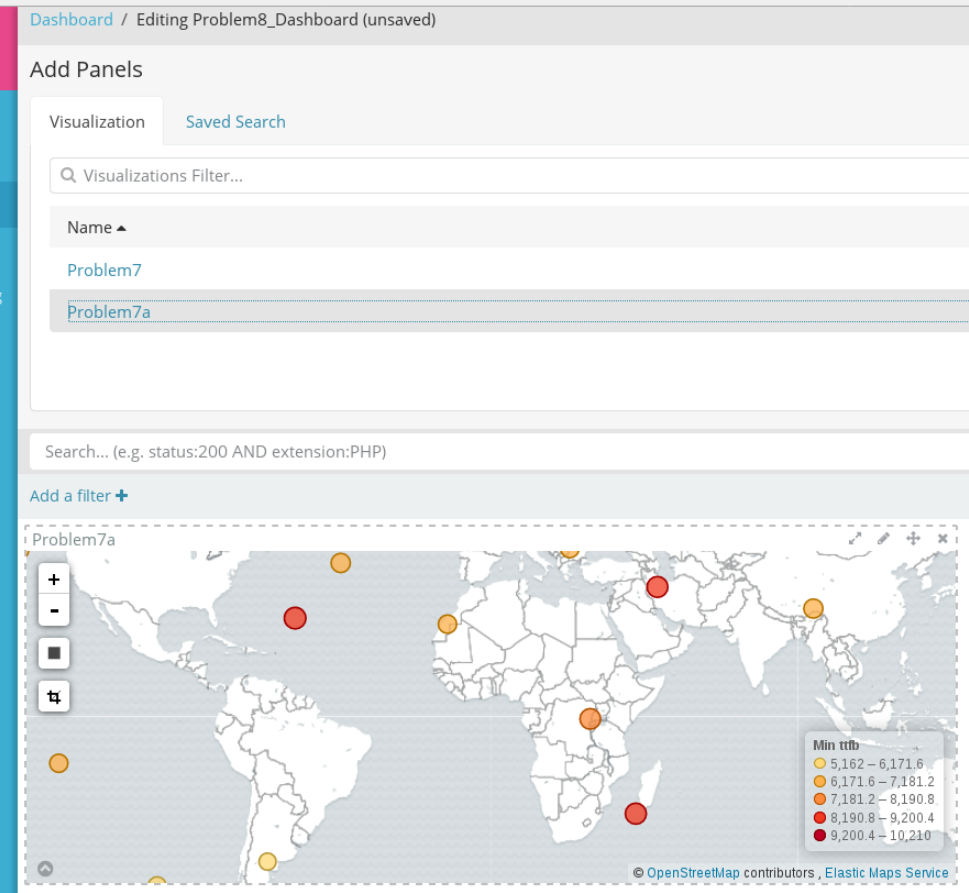 Dashboard / Editing Problem8_Dashboard (unsaved)
Add Panels
Visualization Saved Search
Visualizations Filter...
Name
Problem7
Problem7a
Search... (e.g. status:200 AND extension:PHP)
Add a filter +
Problem7a
+
-
Min ttfb
5,162 – 6,171.6
6,171.6 – 7,181.2
7,181.2 – 8,190.8
8,190.8 – 9,200.4
9,200.4 – 10,210
© OpenStreetMap contributors , Elastic Maps Service